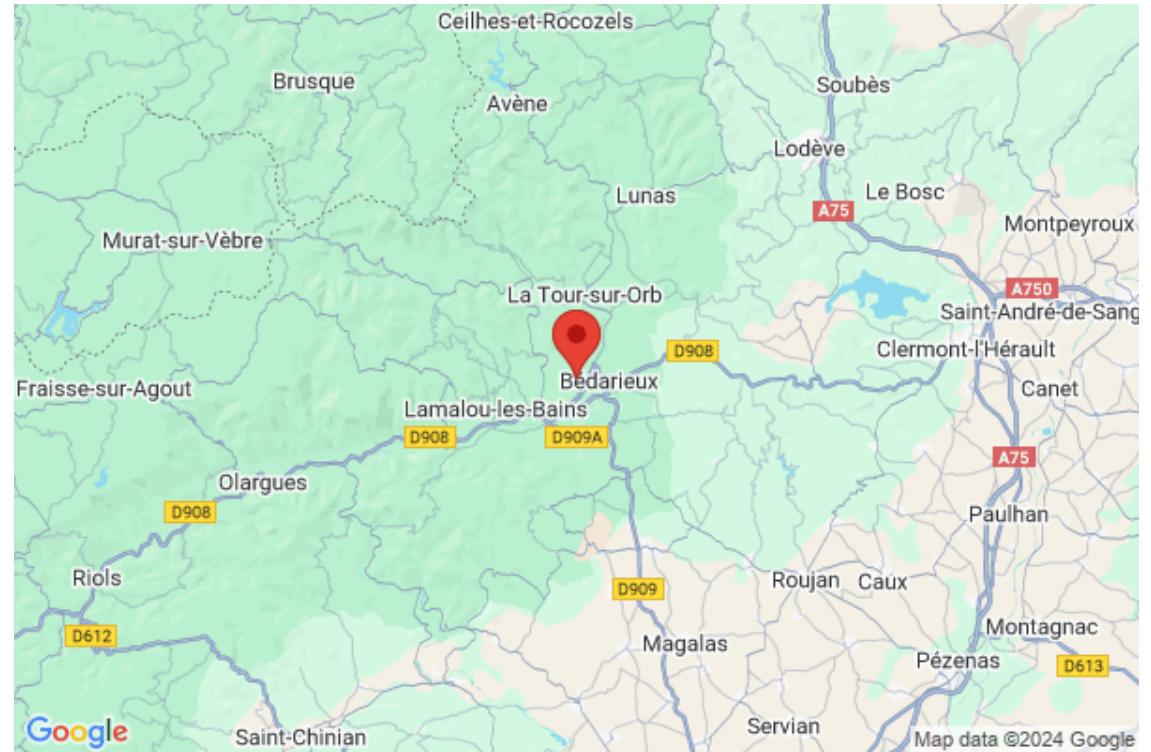 Ceilhes-et-Rocozels
Brusque
Soubès
Avène
Lodève
Lunas
Le Bosc
A75
Montpeyroux
Murat-sur-Vèbre
La Tour-sur-Orb
A750
Saint-André-de-Sang
D908
Clermont-l'Hérault
Fraisse-sur-Agout
Bédarieux
Canet
Lamalou-les-Bains
D908
D909A
A75
Olargues
D908
Paulhan
Riols
Roujan
Caux
D909
D612
Magalas
Montagnac
Pézenas
D613
Servian
Google
Saint-Chinian
Map data ©2024 Google